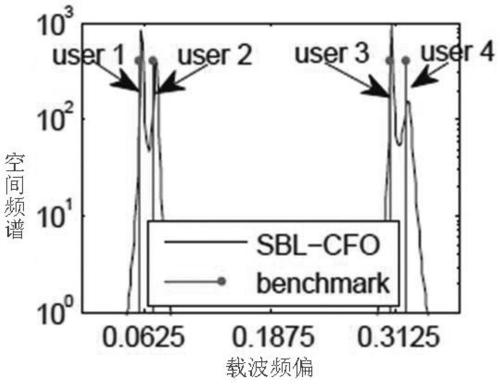 10³
user 1
user 2
user 3
user 4
10²
空间频谱
10¹
SBL-CFO
benchmark
10⁰
0.0625
0.1875
0.3125
载波频偏